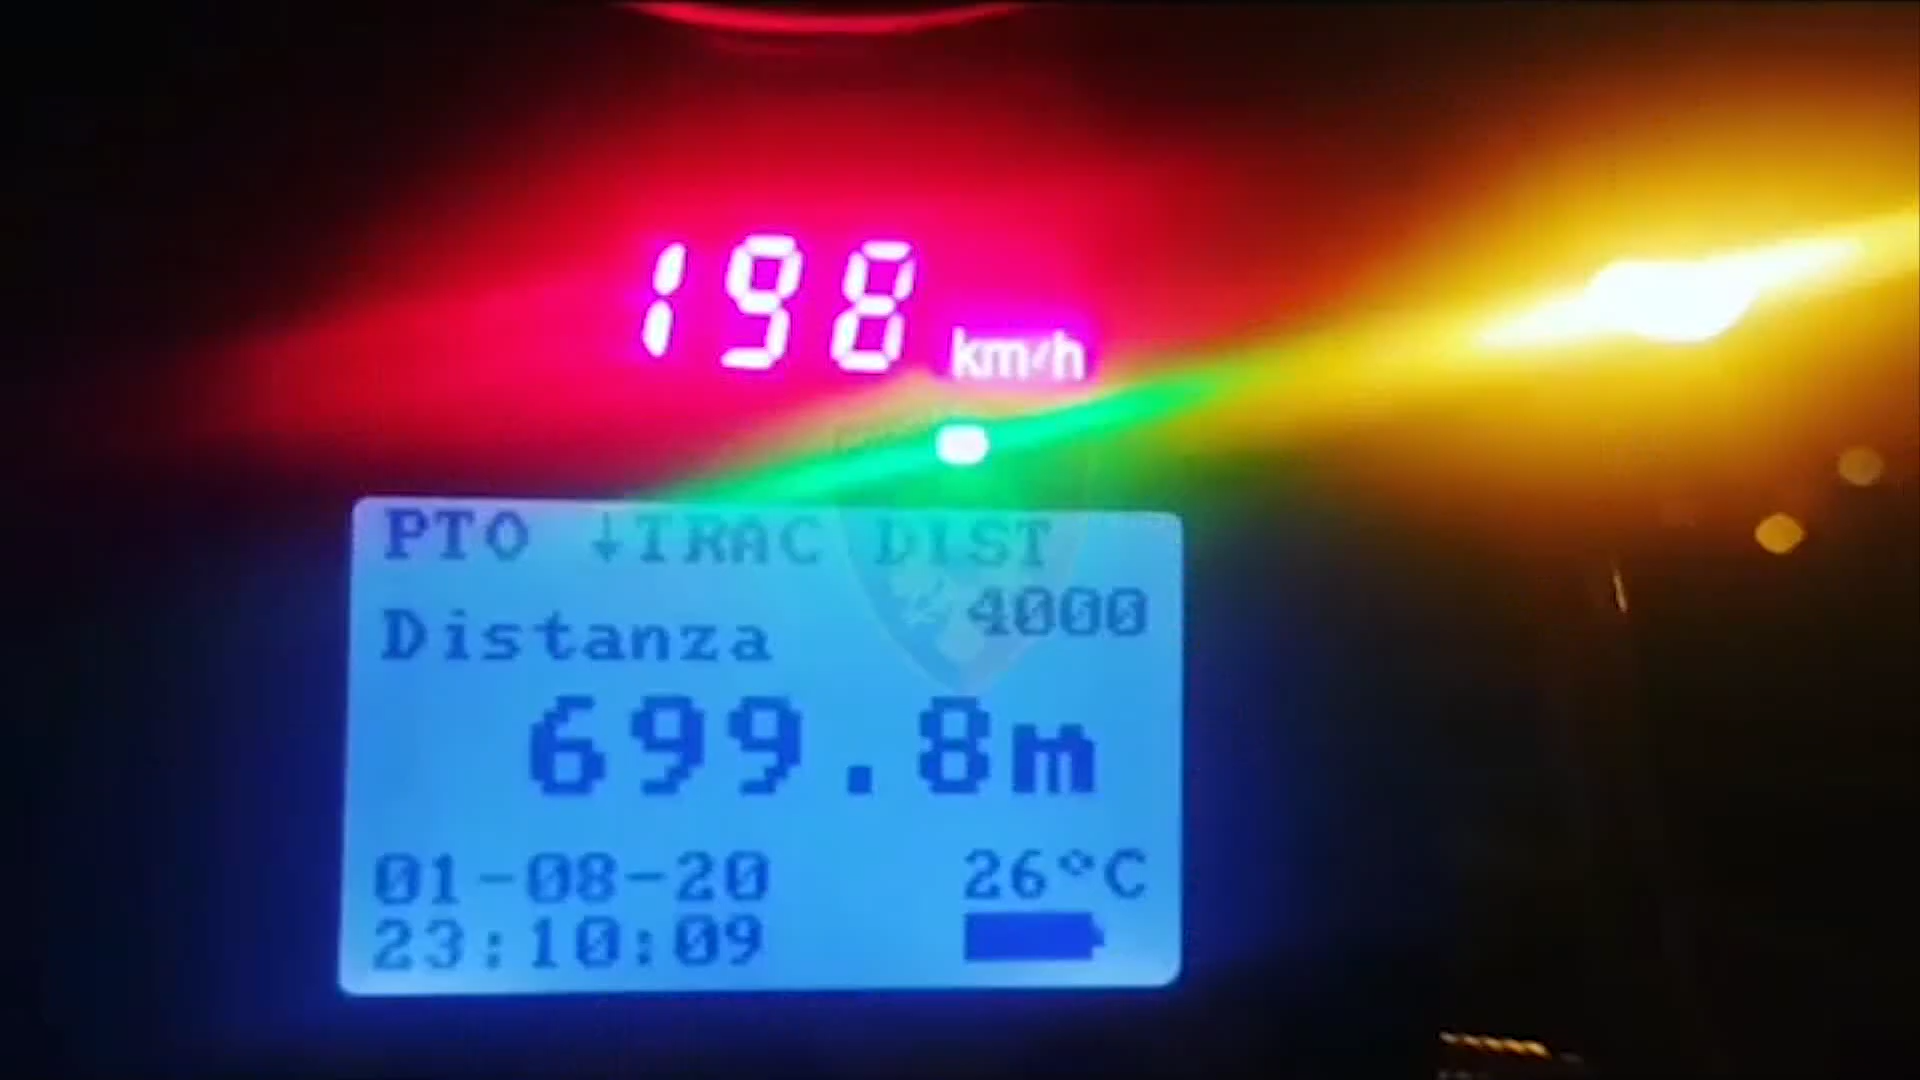 198 km/h
PTO ↓TRAC DIST
4000
Distanza
699.8m
01-08-20 26°C
23:10:09